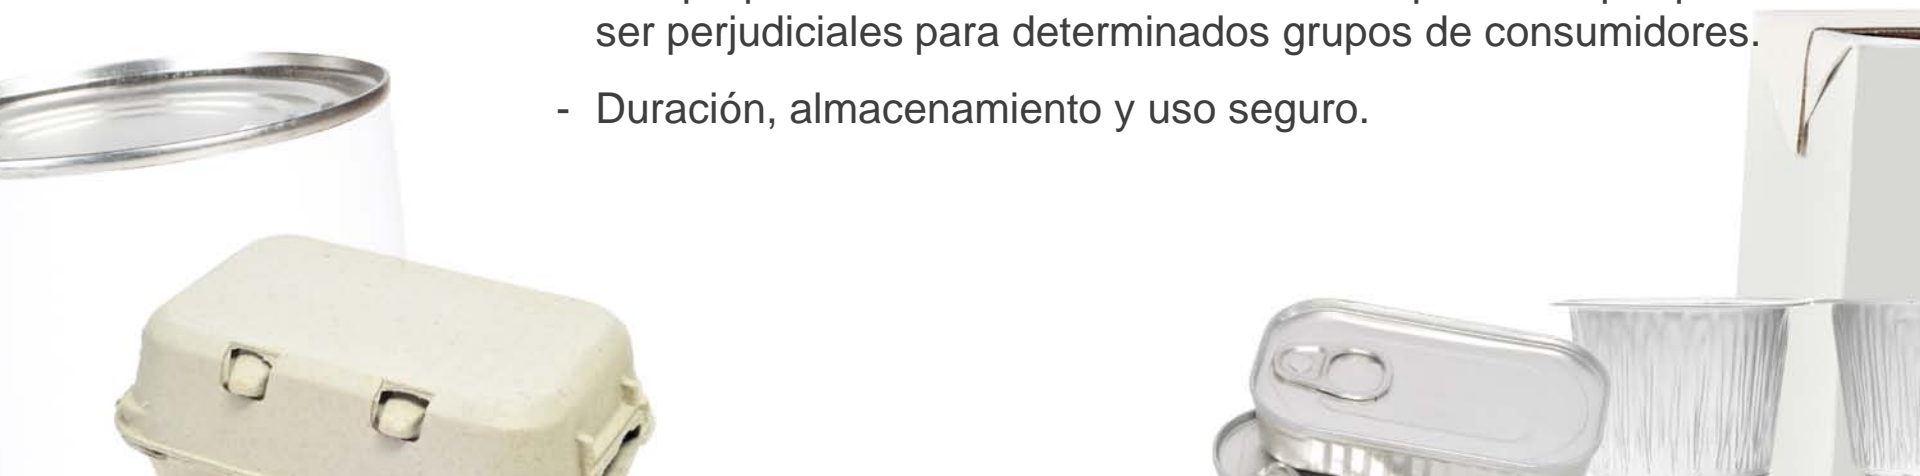 ser perjudiciales para determinados grupos de consumidores.
- Duración, almacenamiento y uso seguro.